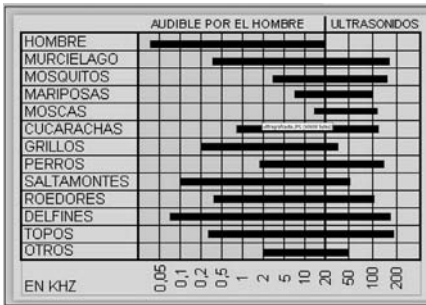 AUDIBLE POR EL HOMBRE ULTRASONIDOS
HOMBRE
MURCIELAGO
MOSQUITOS
MARIPOSAS
MOSCAS
CUCARACHAS
GRILLOS
PERROS
SALTAMONTES
ROEDORES
DELFINES
TOPOS
OTROS
EN KHZ 0,05 0,1 0,2 0,5 1 2 5 10 20 50 100 200